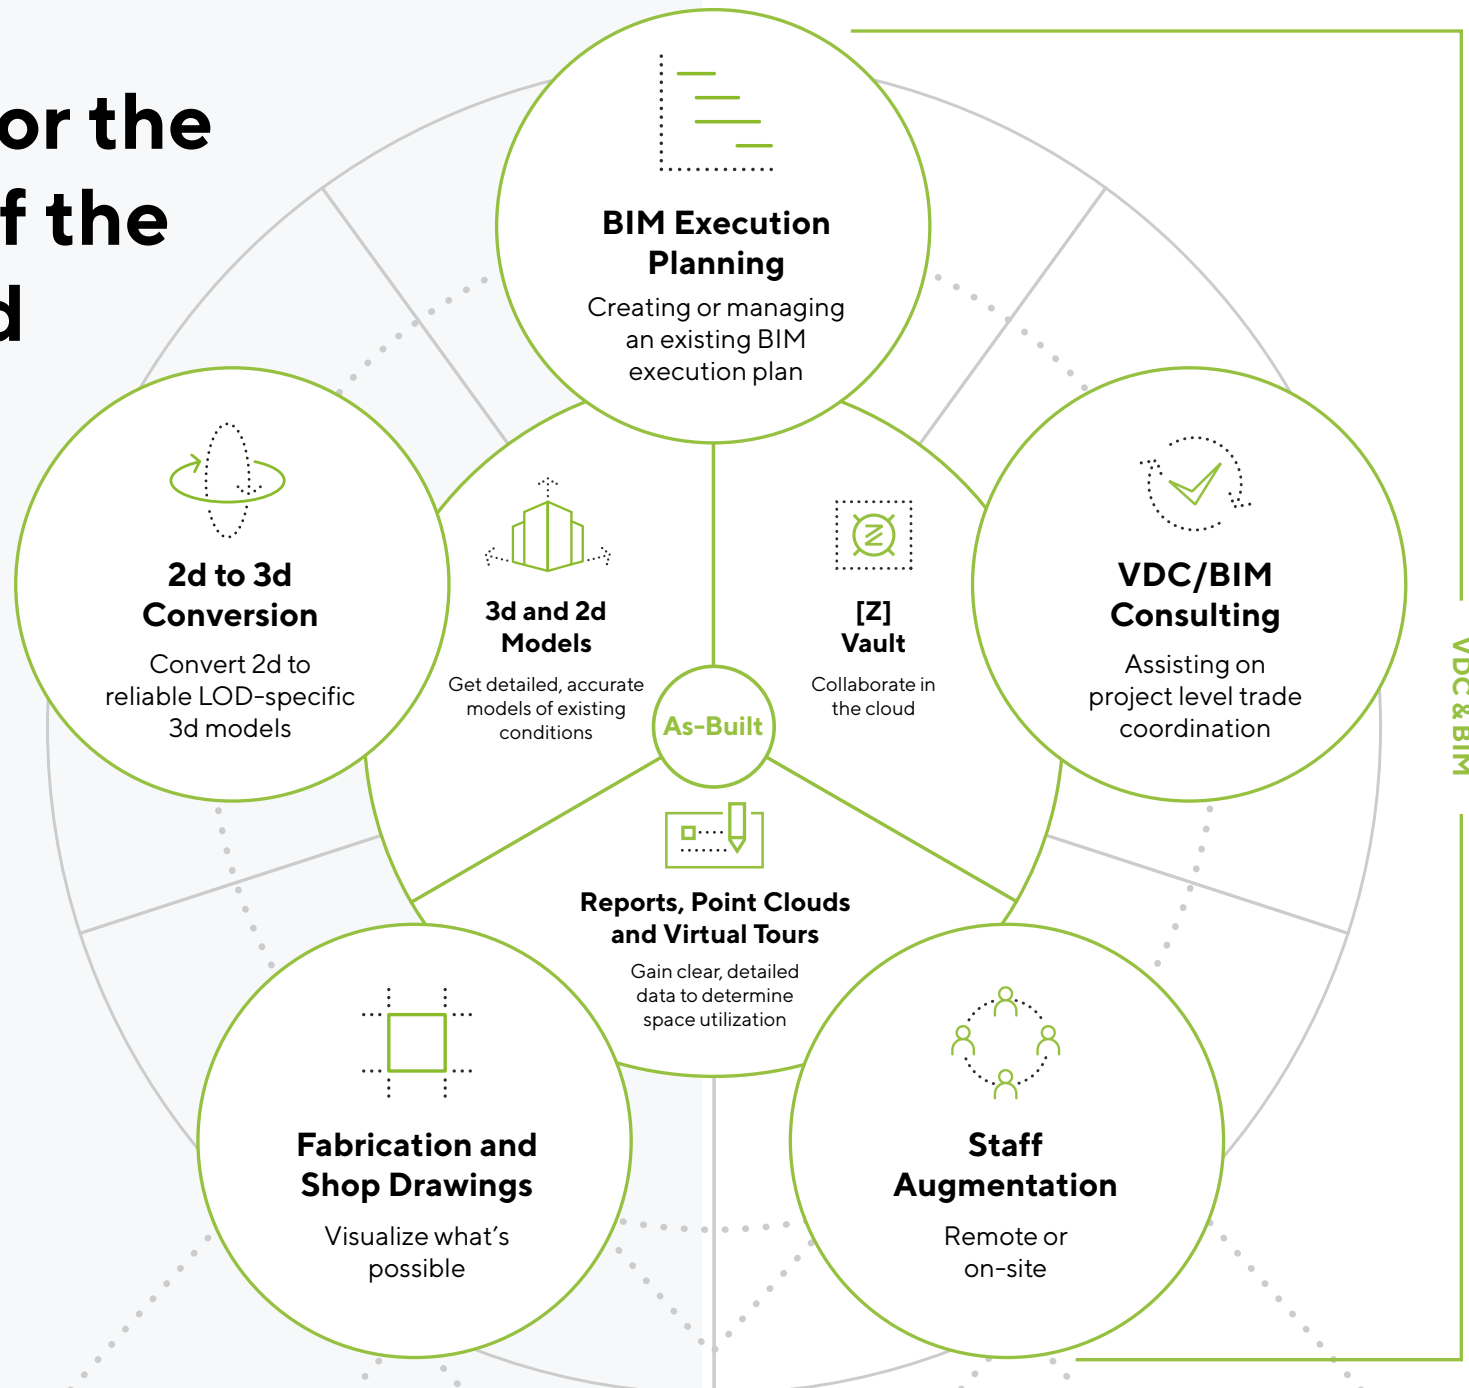 or the
f the
d
BIM Execution
Planning
Creating or managing
an existing BIM
execution plan
2d to 3d
Conversion
Convert 2d to
reliable LOD-specific
3d models
3d and 2d
Models
Get detailed, accurate
models of existing
conditions
[Z]
Vault
Collaborate in
the cloud
VDC/BIM
Consulting
Assisting on
project level trade
coordination
VDC & BIM
As-Built
Reports, Point Clouds
and Virtual Tours
Gain clear, detailed
data to determine
space utilization
Fabrication and
Shop Drawings
Visualize what's
possible
Staff
Augmentation
Remote or
on-site